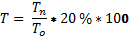 T = Tn / To * 20 % * 100